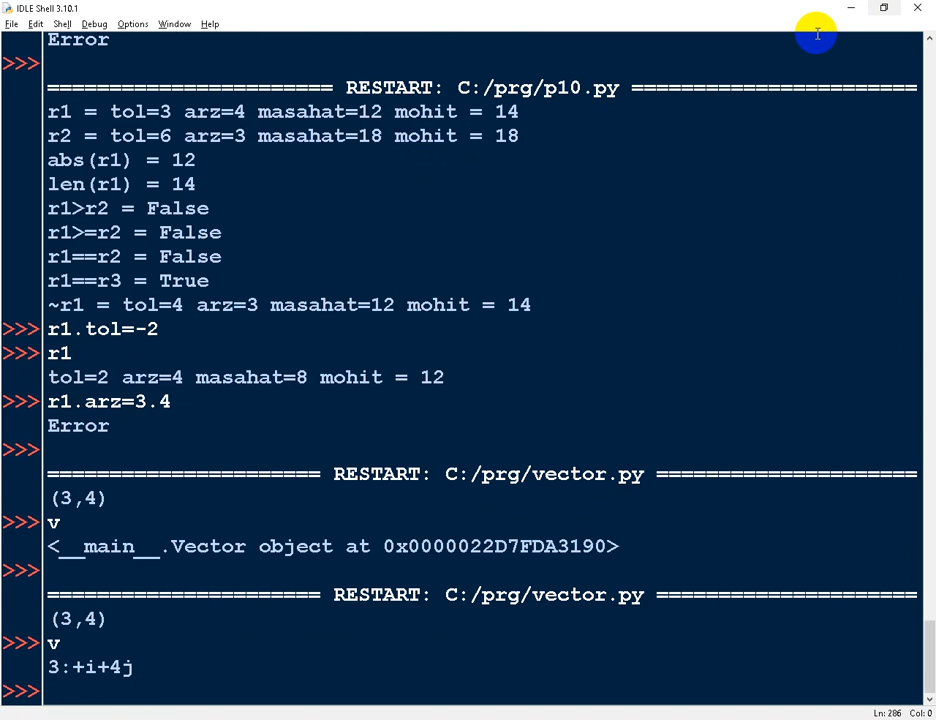 IDLE Shell 3.10.1
File Edit Shell Debug Options Window Help
Error
>>>
======================= RESTART: C:/prg/p10.py =======================
r1 = tol=3 arz=4 masahat=12 mohit = 14
r2 = tol=6 arz=3 masahat=18 mohit = 18
abs(r1) = 12
len(r1) = 14
r1>r2 = False
r1>=r2 = False
r1==r2 = False
r1==r3 = True
~r1 = tol=4 arz=3 masahat=12 mohit = 14
>>> r1.tol=-2
>>> r1
tol=2 arz=4 masahat=8 mohit = 12
>>> r1.arz=3.4
Error
>>>
====================== RESTART: C:/prg/vector.py =====================
(3,4)
>>> v
<__main__.Vector object at 0x0000022D7FDA3190>
>>>
====================== RESTART: C:/prg/vector.py =====================
(3,4)
>>> v
3:+i+4j
>>>
Ln: 286 Col: 0